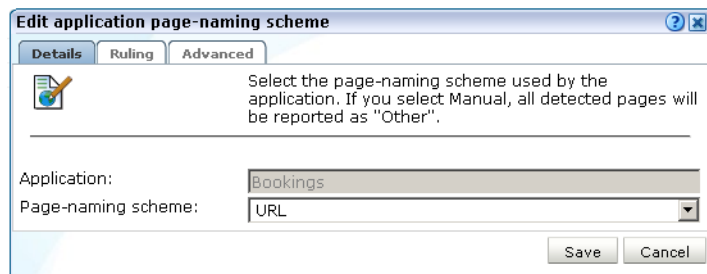 Edit application page-naming scheme
Details Ruling Advanced
Select the page-naming scheme used by the
application. If you select Manual, all detected pages will
be reported as "Other".
Application: Bookings
Page-naming scheme: URL
Save Cancel